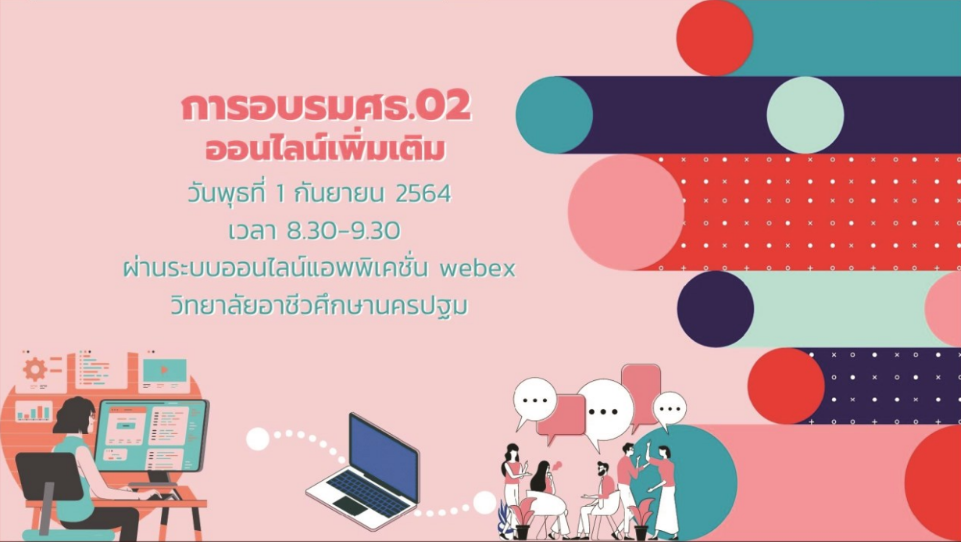 การอบรมศธ.02
ออนไลน์เพิ่มเติม
วันพุธที่ 1 กันยายน 2564
เวลา 8.30-9.30
ผ่านระบบออนไลน์แอพพิเคชั่น webex
วิทยาลัยอาชีวศึกษานครปฐม